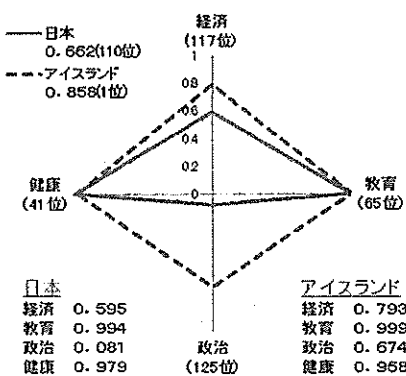 日本
0.662(110位)
アイスランド
0.858(1位)
経済
(117位)
1
0.8
0.6
0.4
0.2
0
健康
(41位)
教育
(65位)
政治
(125位)
日本
経済 0.595
教育 0.994
政治 0.081
健康 0.979
アイスランド
経済 0.793
教育 0.999
政治 0.674
健康 0.968